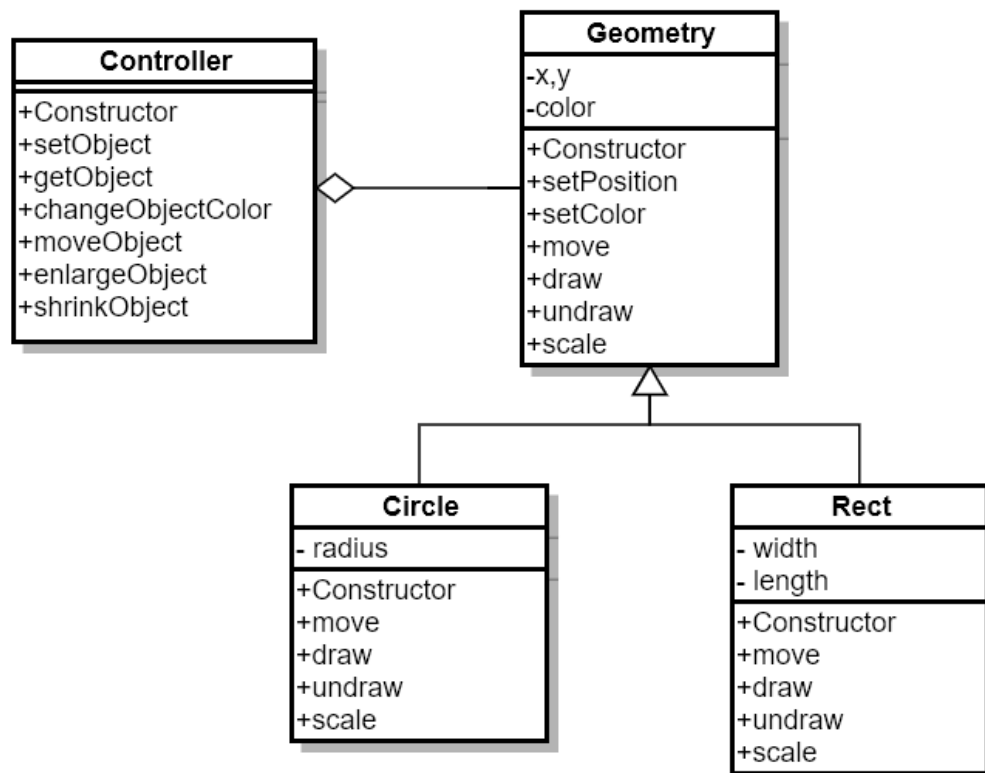 Controller
+Constructor
+setObject
+getObject
+changeObjectColor
+moveObject
+enlargeObject
+shrinkObject
Geometry
-x,y
-color
+Constructor
+setPosition
+setColor
+move
+draw
+undraw
+scale
Circle
- radius
+Constructor
+move
+draw
+undraw
+scale
Rect
- width
- length
+Constructor
+move
+draw
+undraw
+scale